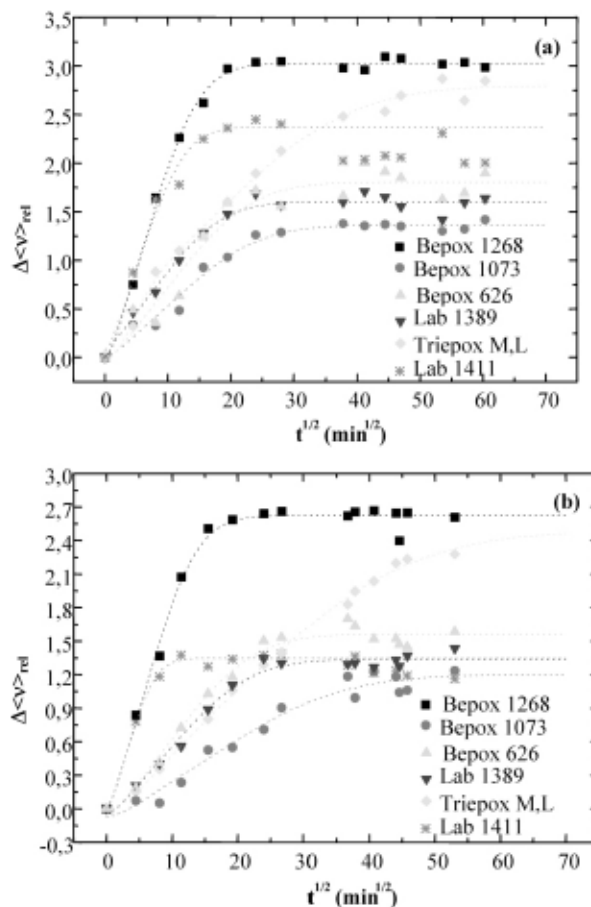 (a)
3,5
3,0
2,5
2,0
1,5
1,0
0,5
0,0
Δ<ν>rel
Bepox 1268
Bepox 1073
Bepox 626
Lab 1389
Triepox M,L
Lab 1411
0 10 20 30 40 50 60 70
t1/2 (min1/2)
(b)
3,0
2,7
2,4
2,1
1,8
1,5
1,2
0,9
0,6
0,3
0,0
-0,3
Δ<ν>rel
Bepox 1268
Bepox 1073
Bepox 626
Lab 1389
Triepox M,L
Lab 1411
0 10 20 30 40 50 60 70
t1/2 (min1/2)